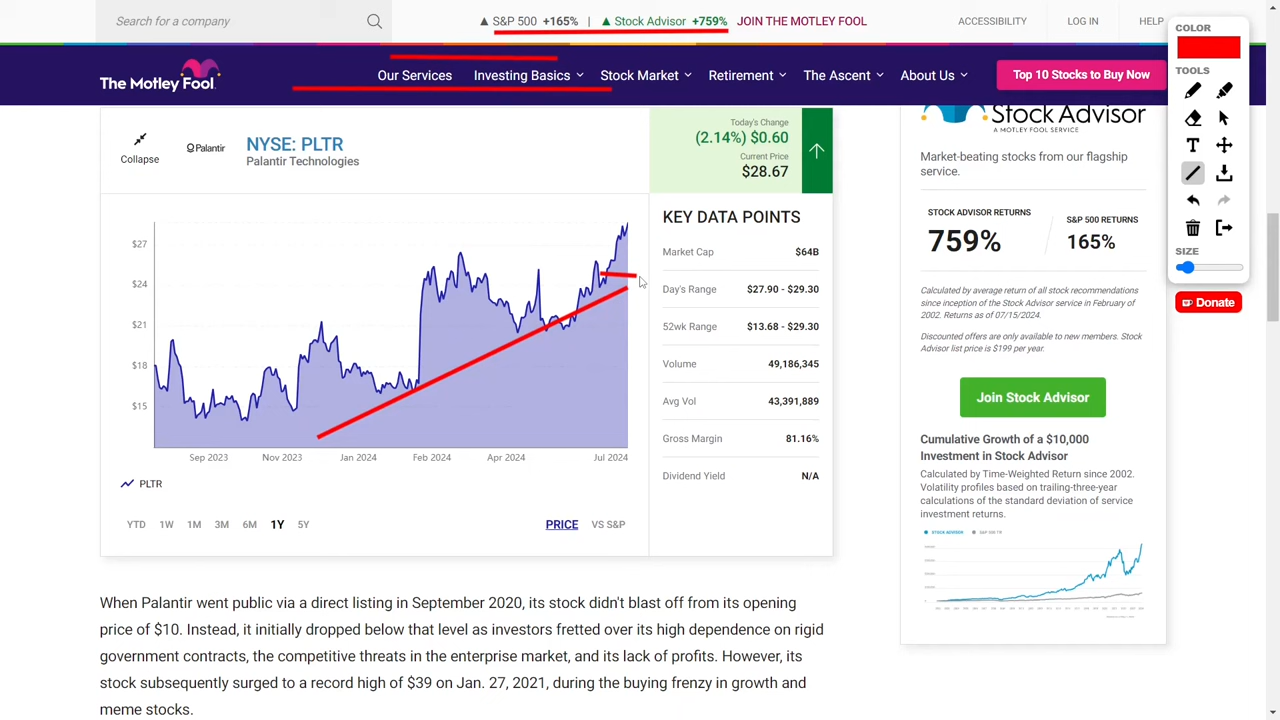 Search for a company
▲ S&P 500 +165% | ▲ Stock Advisor +759% JOIN THE MOTLEY FOOL
ACCESSIBILITY LOG IN HELP
The Motley Fool
Our Services Investing Basics Stock Market Retirement The Ascent About Us
Top 10 Stocks to Buy Now
COLOR
TOOLS
T
SIZE
Donate
Collapse
Palantir
NYSE: PLTR
Palantir Technologies
Today's Change
(2.14%) $0.60
Current Price
$28.67
$27
$24
$21
$18
$15
Sep 2023 Nov 2023 Jan 2024 Feb 2024 Apr 2024 Jul 2024
PLTR
YTD 1W 1M 3M 6M 1Y 5Y
PRICE VS S&P
KEY DATA POINTS
Market Cap $64B
Day's Range $27.90 - $29.30
52wk Range $13.68 - $29.30
Volume 49,186,345
Avg Vol 43,391,889
Gross Margin 81.16%
Dividend Yield N/A
When Palantir went public via a direct listing in September 2020, its stock didn't blast off from its opening
price of $10. Instead, it initially dropped below that level as investors fretted over its high dependence on rigid
government contracts, the competitive threats in the enterprise market, and its lack of profits. However, its
stock subsequently surged to a record high of $39 on Jan. 27, 2021, during the buying frenzy in growth and
meme stocks.
Stock Advisor
A MOTLEY FOOL SERVICE
Market-beating stocks from our flagship
service.
STOCK ADVISOR RETURNS
759%
S&P 500 RETURNS
165%
Calculated by average return of all stock recommendations
since inception of the Stock Advisor service in February of
2002. Returns as of 07/15/2024.
Discounted offers are only available to new members. Stock
Advisor list price is $199 per year.
Join Stock Advisor
Cumulative Growth of a $10,000
Investment in Stock Advisor
Calculated by Time-Weighted Return since 2002.
Volatility profiles based on trailing-three-year
calculations of the standard deviation of service
investment returns.
STOCK ADVISOR S&P 500 TR